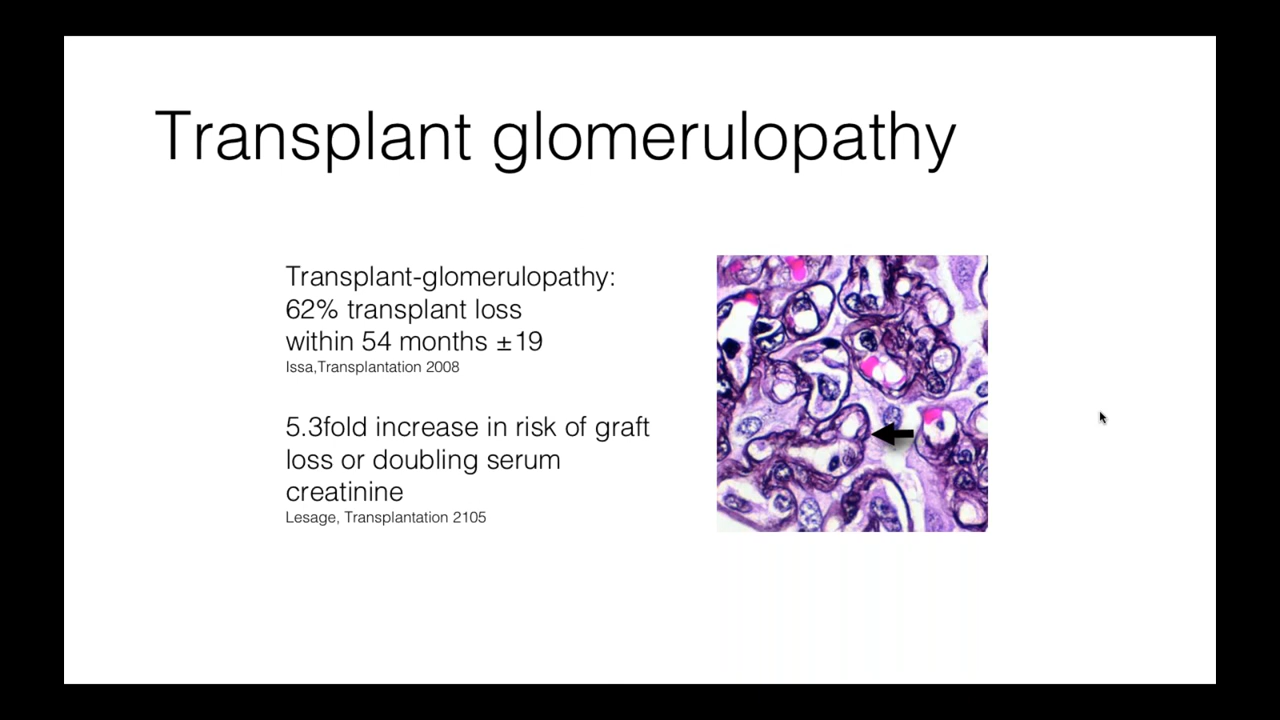 Transplant glomerulopathy
Transplant-glomerulopathy:
62% transplant loss
within 54 months ±19
Issa,Transplantation 2008
5.3fold increase in risk of graft
loss or doubling serum
creatinine
Lesage, Transplantation 2105